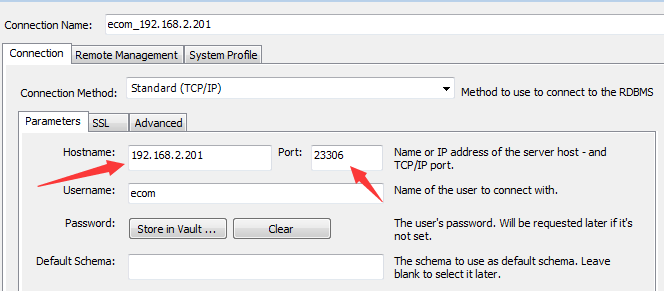 Connection Name: ecom_192.168.2.201
Connection Remote Management System Profile
Connection Method: Standard (TCP/IP) Method to use to connect to the RDBMS
Parameters SSL Advanced
Hostname: 192.168.2.201 Port: 23306 Name or IP address of the server host - and
TCP/IP port.
Username: ecom Name of the user to connect with.
Password: Store in Vault ... Clear The user's password. Will be requested later if it's
not set.
Default Schema: The schema to use as default schema. Leave
blank to select it later.